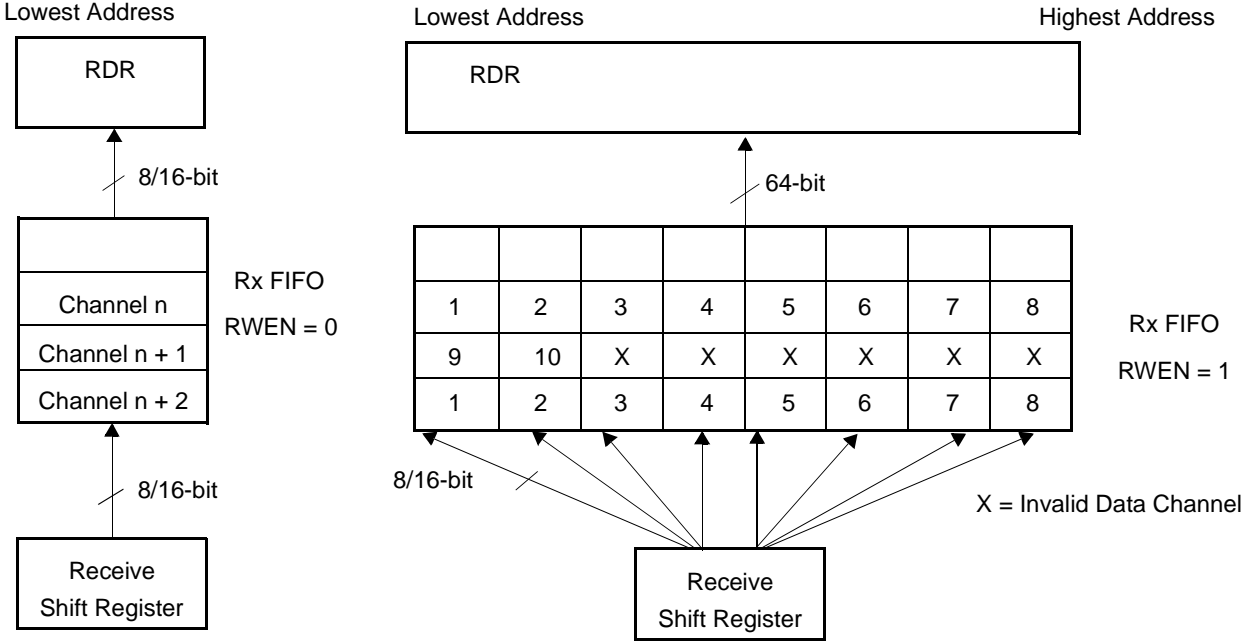 Lowest Address
RDR
8/16-bit
Channel n
Channel n + 1
Channel n + 2
Rx FIFO
RWEN = 0
8/16-bit
Receive
Shift Register
Lowest Address Highest Address
RDR
64-bit
1 2 3 4 5 6 7 8
9 10 X X X X X X
1 2 3 4 5 6 7 8
Rx FIFO
RWEN = 1
8/16-bit
X = Invalid Data Channel
Receive
Shift Register